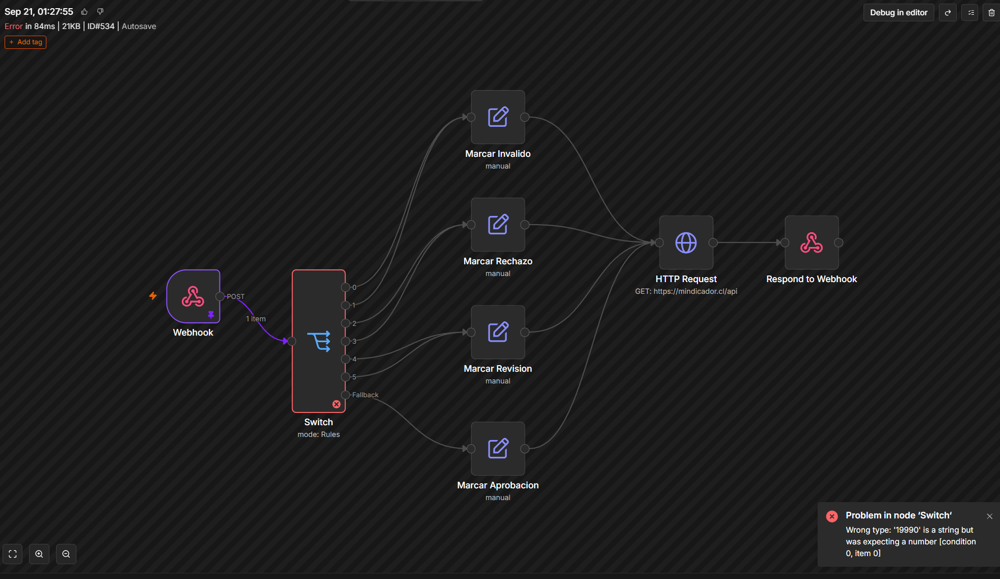 Sep 21, 01:27:55
Error in 84ms | 21KB | ID#534 | Autosave
+ Add tag
Debug in editor
Marcar Invalido
manual
Marcar Rechazo
manual
HTTP Request
GET: https://mindicador.cl/api
Respond to Webhook
POST
1 item
Webhook
0
1
2
3
4
5
Fallback
Switch
mode: Rules
Marcar Revision
manual
Marcar Aprobacion
manual
Problem in node ‘Switch‘
Wrong type: '19990' is a string but
was expecting a number [condition
0, item 0]